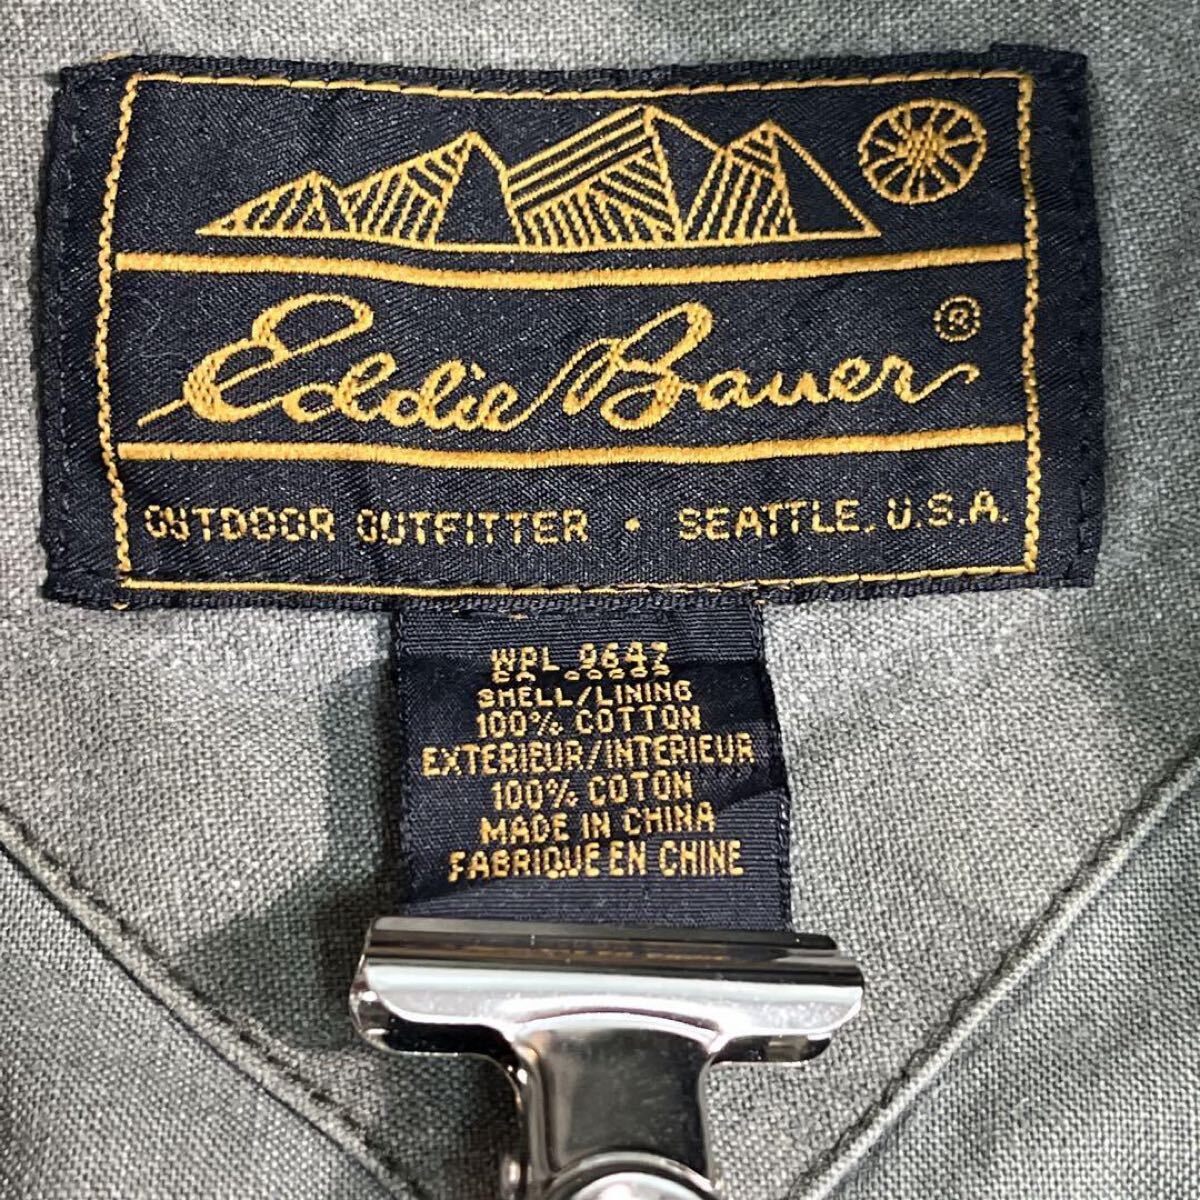 Eddie Bauer ®
OUTDOOR OUTFITTER • SEATTLE, U.S.A.
WPL 9647
SHELL/LINING
100% COTTON
EXTERIEUR/INTERIEUR
100% COTON
MADE IN CHINA
FABRIQUE EN CHINE